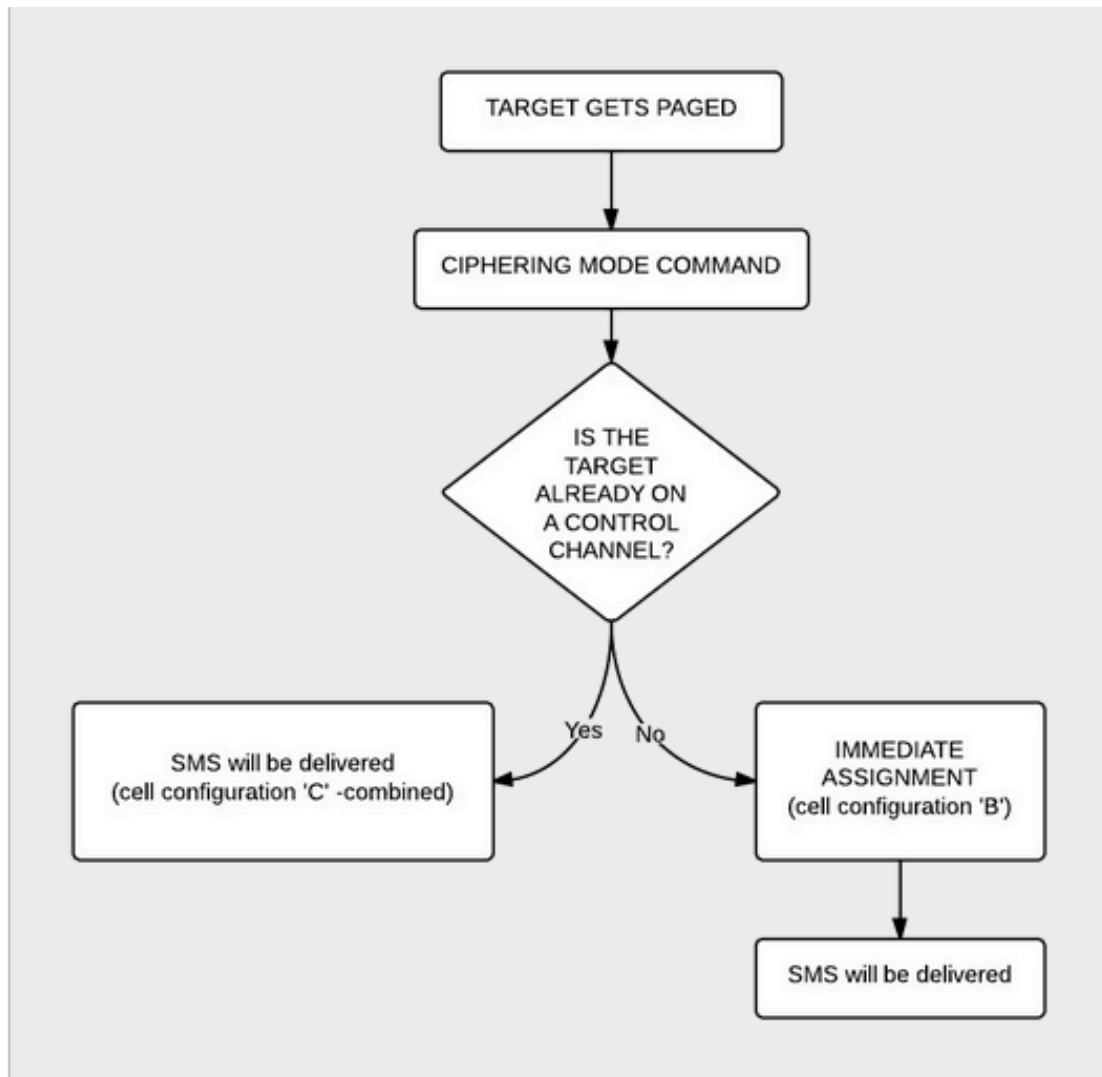 TARGET GETS PAGED
CIPHERING MODE COMMAND
IS THE
TARGET
ALREADY ON
A CONTROL
CHANNEL?
Yes
No
SMS will be delivered
(cell configuration 'C' -combined)
IMMEDIATE
ASSIGNMENT
(cell configuration 'B')
SMS will be delivered